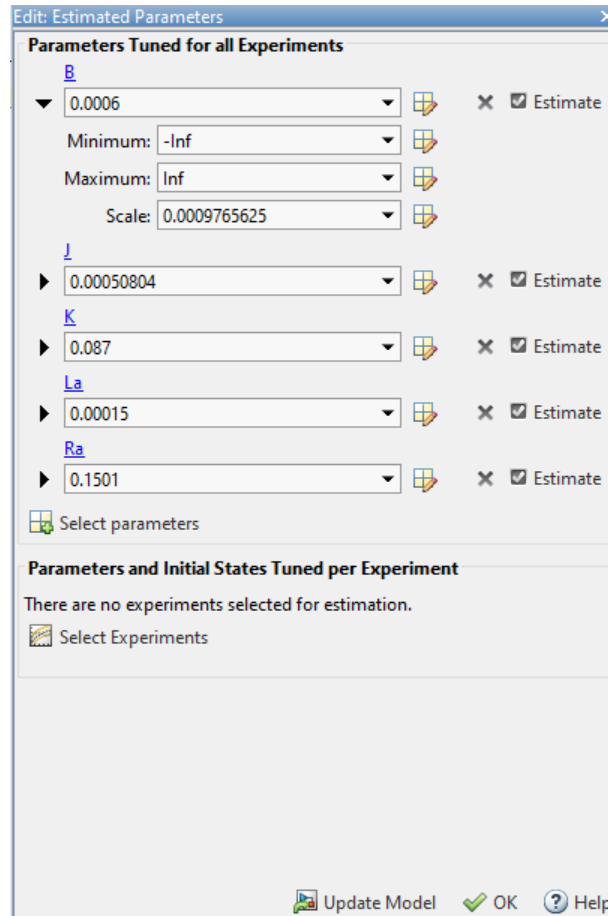 Edit: Estimated Parameters
Parameters Tuned for all Experiments
B
0.0006 Estimate
Minimum: -Inf
Maximum: Inf
Scale: 0.0009765625
J
0.00050804 Estimate
K
0.087 Estimate
La
0.00015 Estimate
Ra
0.1501 Estimate
Select parameters
Parameters and Initial States Tuned per Experiment
There are no experiments selected for estimation.
Select Experiments
Update Model OK Help